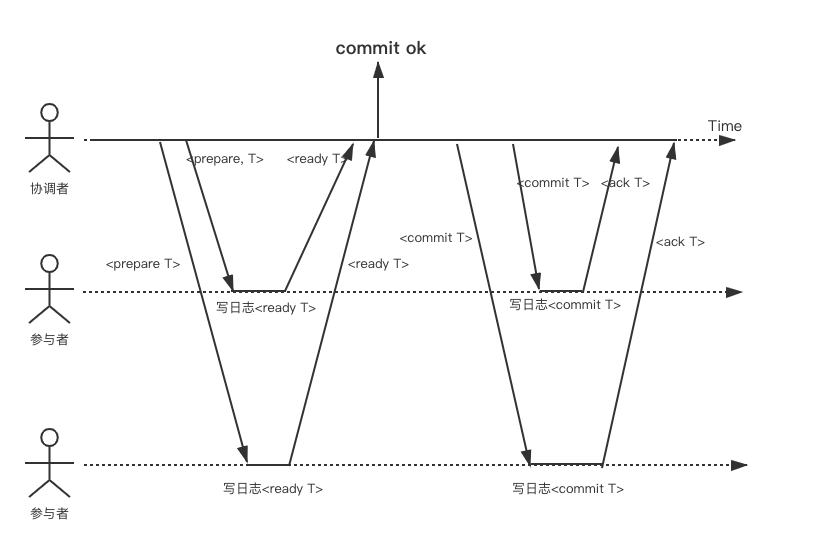 commit ok
Time
<prepare, T>
<ready T>
<commit T>
<ack T>
协调者
<commit T>
<ack T>
<prepare T>
<ready T>
写日志<ready T>
写日志<commit T>
参与者
写日志<ready T>
写日志<commit T>
参与者